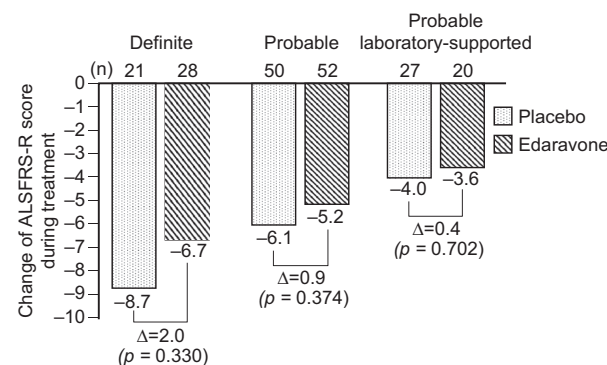 Probable
Definite Probable laboratory-supported
(n) 21 28 50 52 27 20
0
–1
–2
–3
–4
–5
–6
–7
–8
–9
–10
Change of ALSFRS-R score
during treatment
Placebo
Edaravone
–8.7
–6.7
–6.1
–5.2
–4.0
–3.6
Δ=2.0
(p = 0.330)
Δ=0.9
(p = 0.374)
Δ=0.4
(p = 0.702)